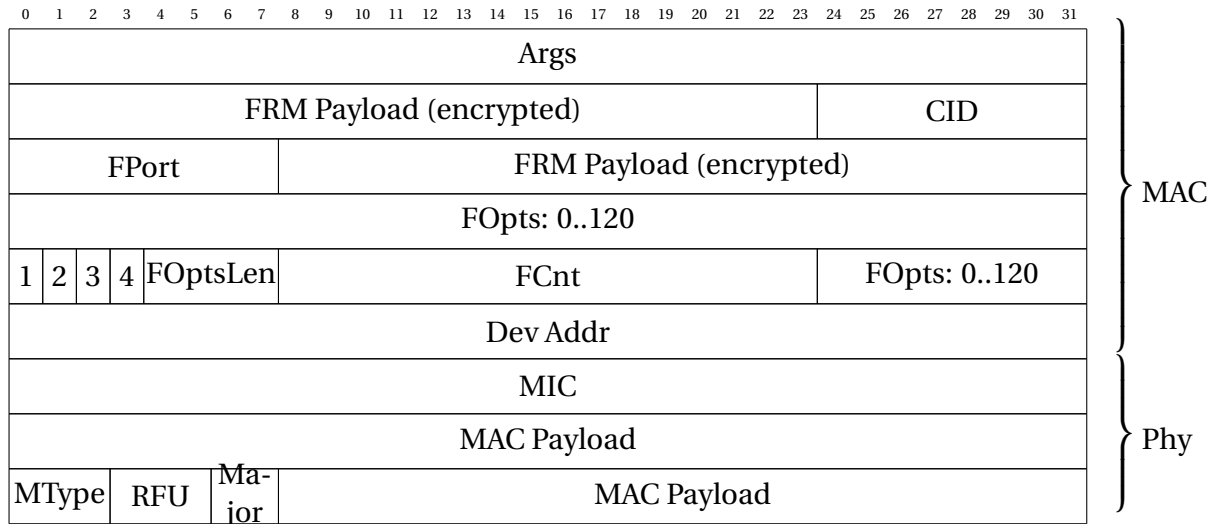 0 1 2 3 4 5 6 7 8 9 10 11 12 13 14 15 16 17 18 19 20 21 22 23 24 25 26 27 28 29 30 31
Args
FRM Payload (encrypted) CID
FPort FRM Payload (encrypted)
MAC
FOpts: 0..120
1 2 3 4 FOptsLen FCnt FOpts: 0..120
Dev Addr
MIC
MAC Payload
Phy
MType RFU Ma-
jor MAC Payload